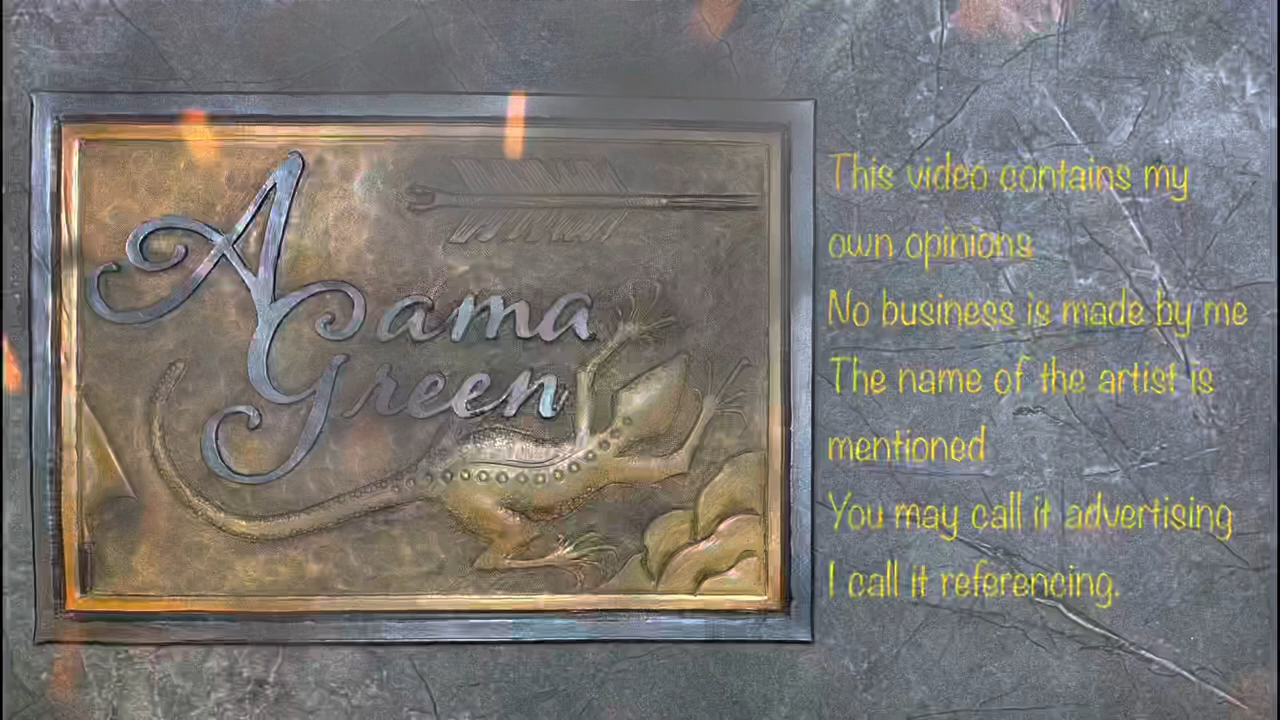 Aama
Green
This video contains my
own opinions
No business is made by me
The name of the artist is
mentioned
You may call it advertising
I call it referencing.